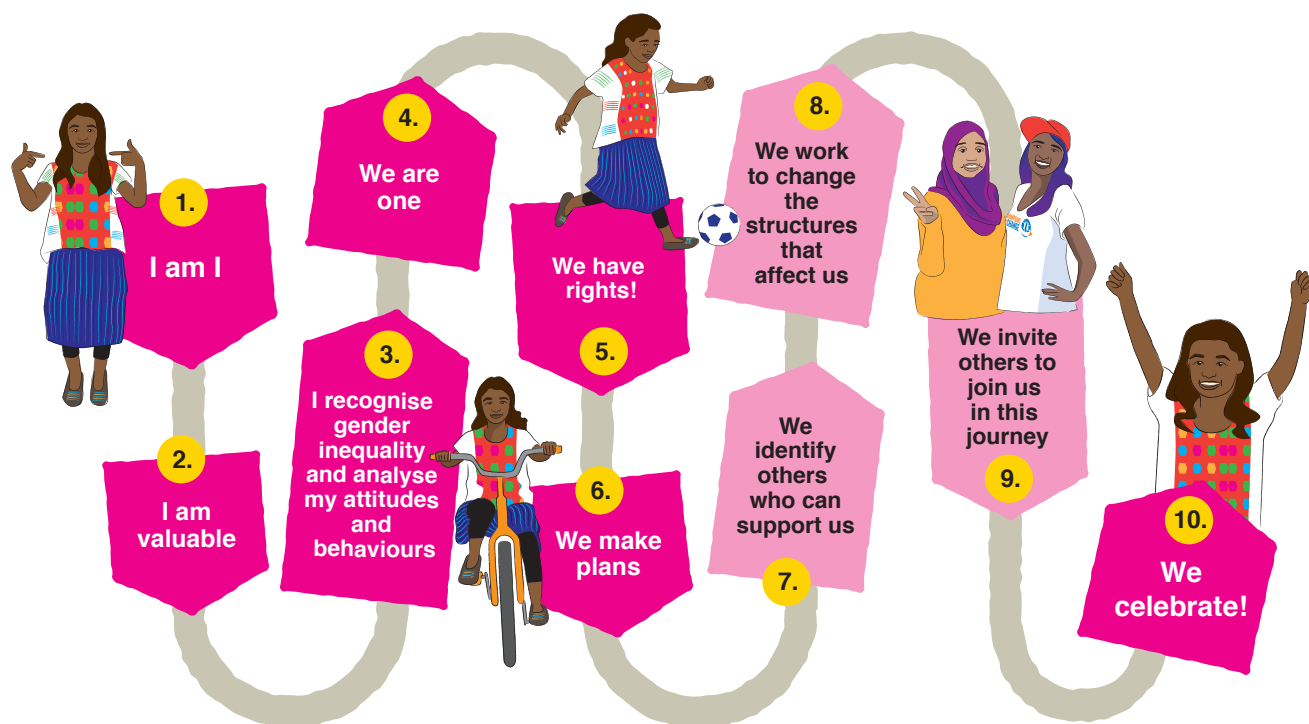 1.
I am I
2.
I am
valuable
3.
I recognise
gender
inequality
and analyse
my attitudes
and
behaviours
4.
We are
one
We have
rights!
5.
6.
We make
plans
We
identify
others
who can
support us
7.
8.
We work
to change
the
structures
that
affect us
We invite
others to
join us
in this
journey
9.
10.
We
celebrate!